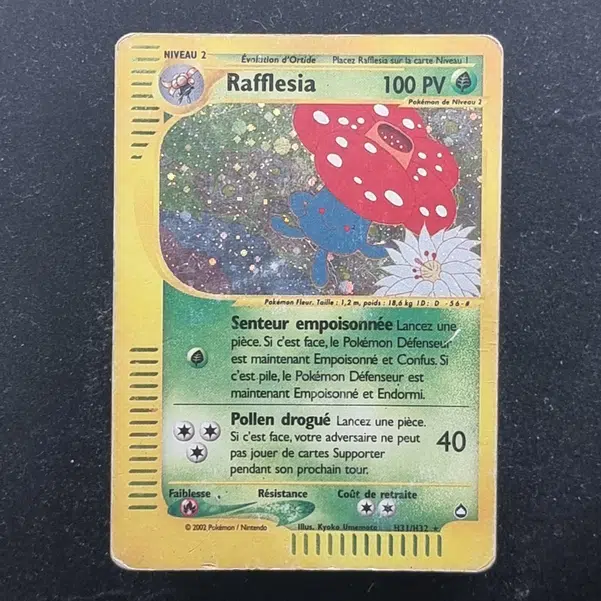 NIVEAU 2 Évolution d'Ortide Placez Rafflesia sur la carte Niveau 1
Rafflesia 100 PV
Pokémon de Niveau 2
Pokémon Fleur. Taille : 1,2 m, poids : 18,6 kg ID: D -56-#
Senteur empoisonnée Lancez une
pièce. Si c'est face, le Pokémon Défenseur
est maintenant Empoisonné et Confus. Si
c'est pile, le Pokémon Défenseur est
maintenant Empoisonné et Endormi.
Pollen drogué Lancez une pièce.
Si c'est face, votre adversaire ne peut
pas jouer de cartes Supporter
pendant son prochain tour.
40
Faiblesse Résistance Coût de retraite
© 2002 Pokémon / Nintendo Illus. Kyoko Umemoto H31/H32 ★